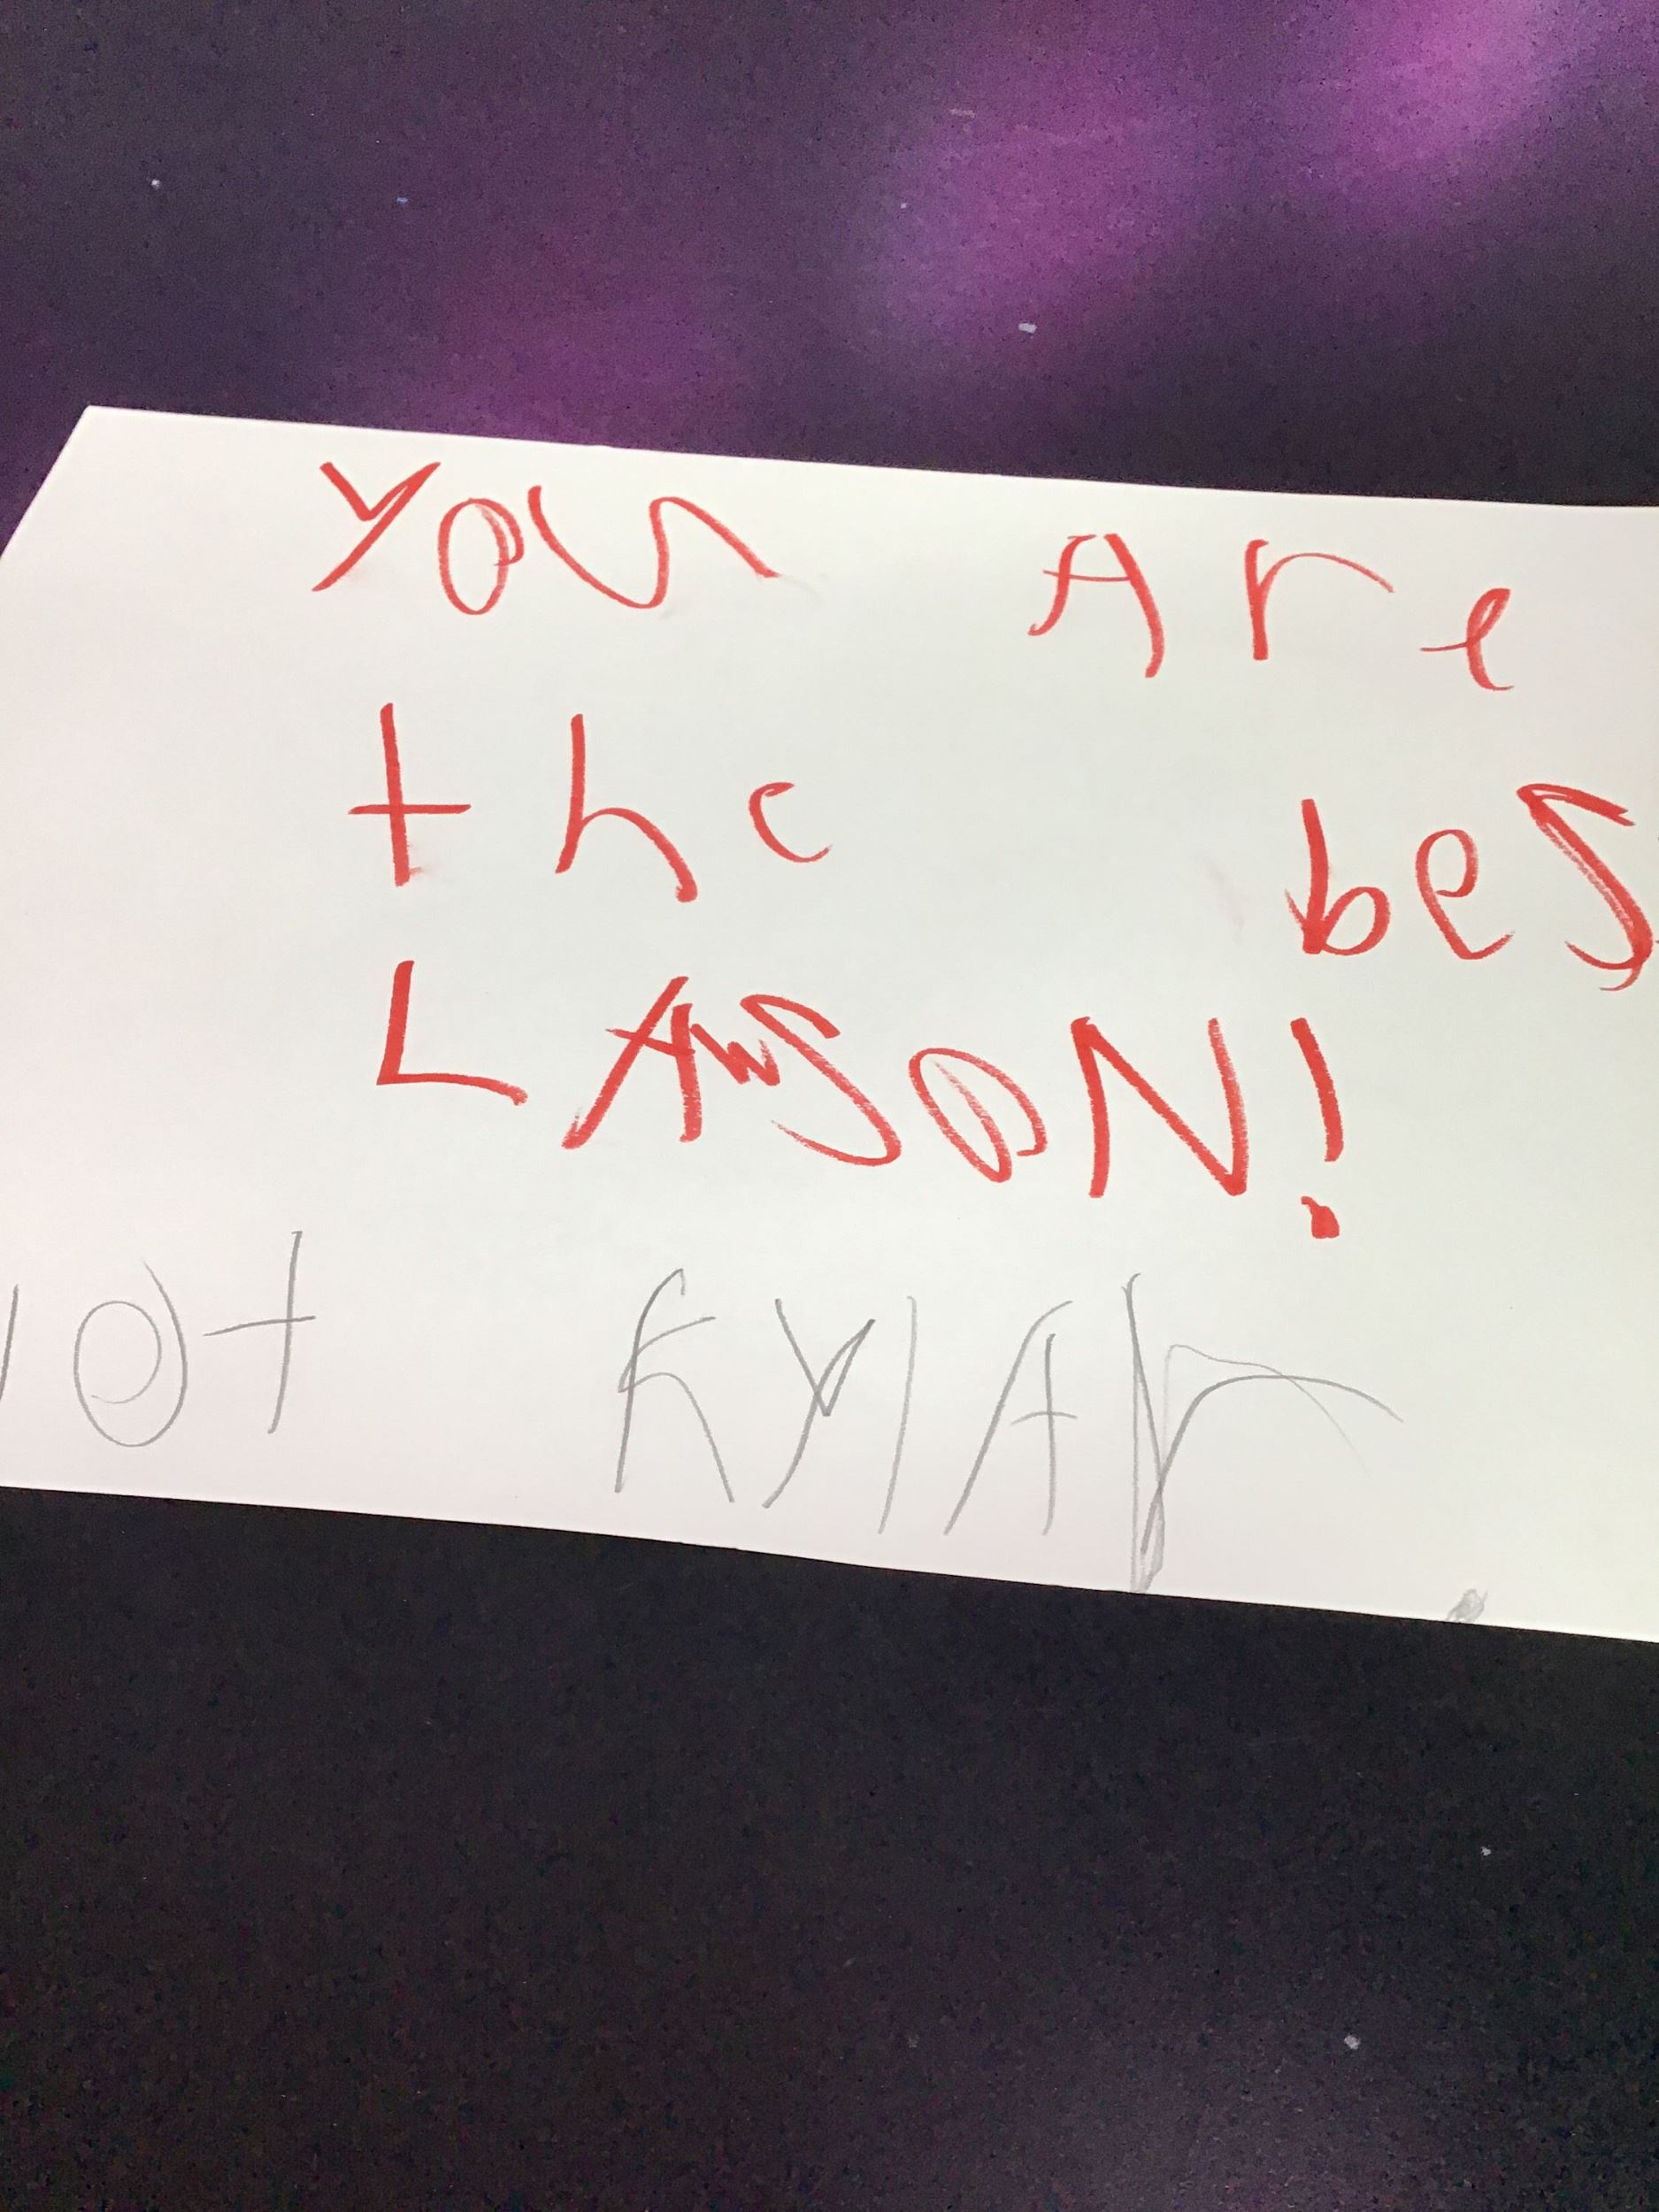 you Are
the bes
LAwSON!
ot KylAr.